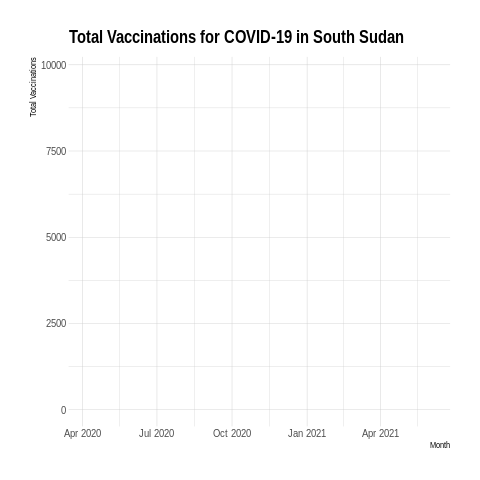 Total Vaccinations for COVID-19 in South Sudan
Total Vaccinations
10000
7500
5000
2500
0
Apr 2020 Jul 2020 Oct 2020 Jan 2021 Apr 2021
Month